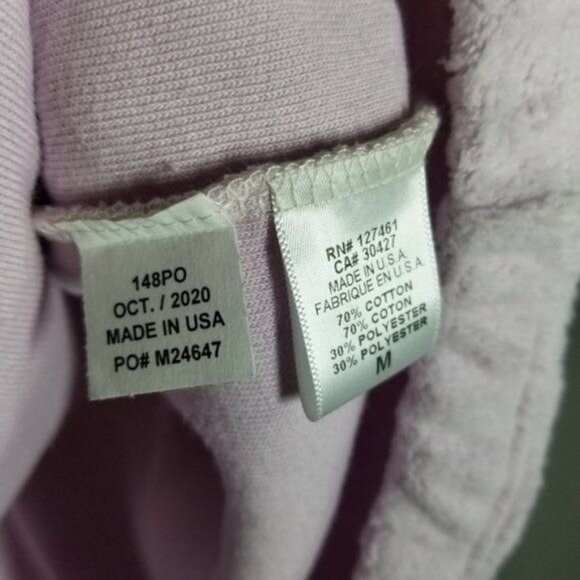 148PO
OCT. / 2020
MADE IN USA
PO# M24647
RN# 127461
CA# 30427
MADE IN U.S.A.
FABRIQUE EN U.S.A.
70% COTTON
70% COTON
30% POLYESTER
30% POLYESTER
M